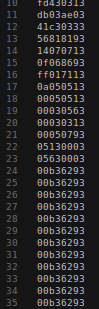 10 fd430313
11 db03ae03
12 41c39333
13 56818193
14 14070713
15 0f068693
16 ff017113
17 0a050513
18 00050513
19 00030563
20 00030313
21 00050793
22 05130003
23 05630003
24 00b36293
25 00b36293
26 00b36293
27 00b36293
28 00b36293
29 00b36293
30 00b36293
31 00b36293
32 00b36293
33 00b36293
34 00b36293
35 00b36293